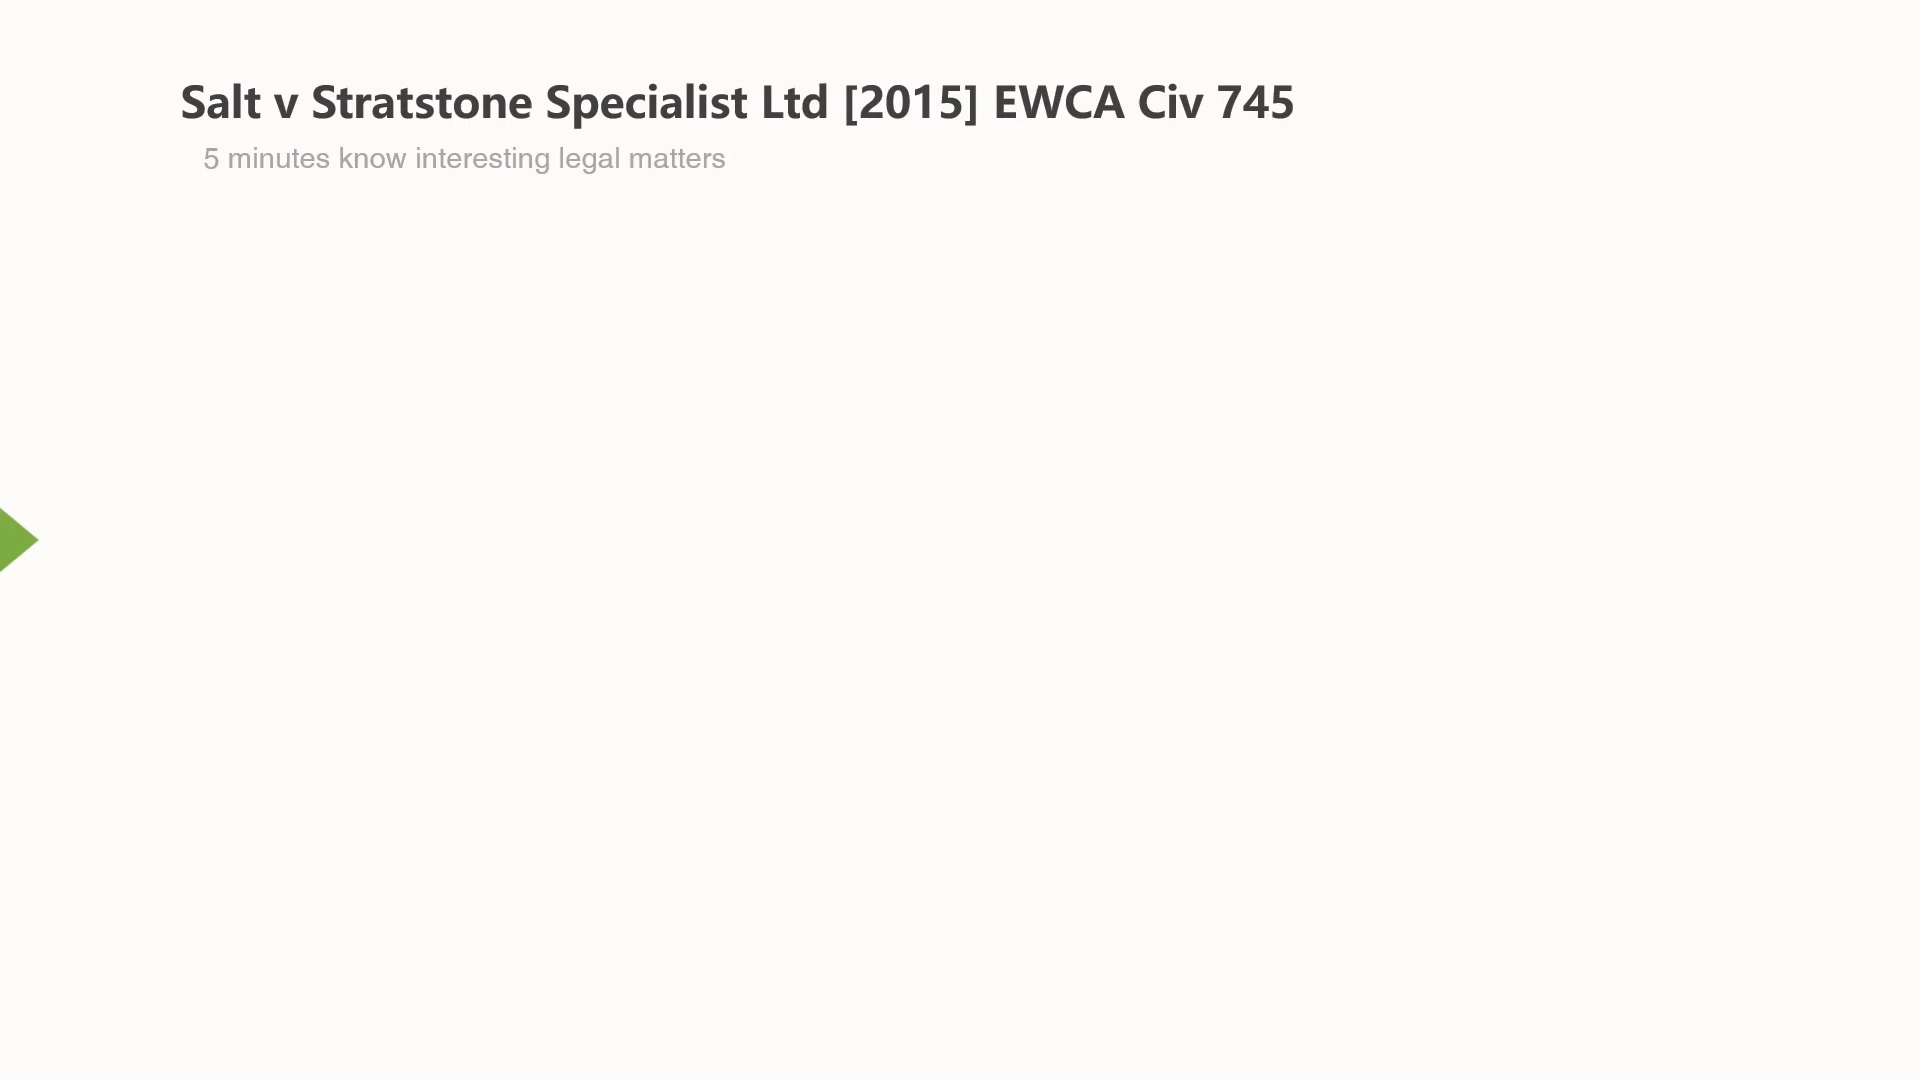 Salt v Stratstone Specialist Ltd [2015] EWCA Civ 745
5 minutes know interesting legal matters